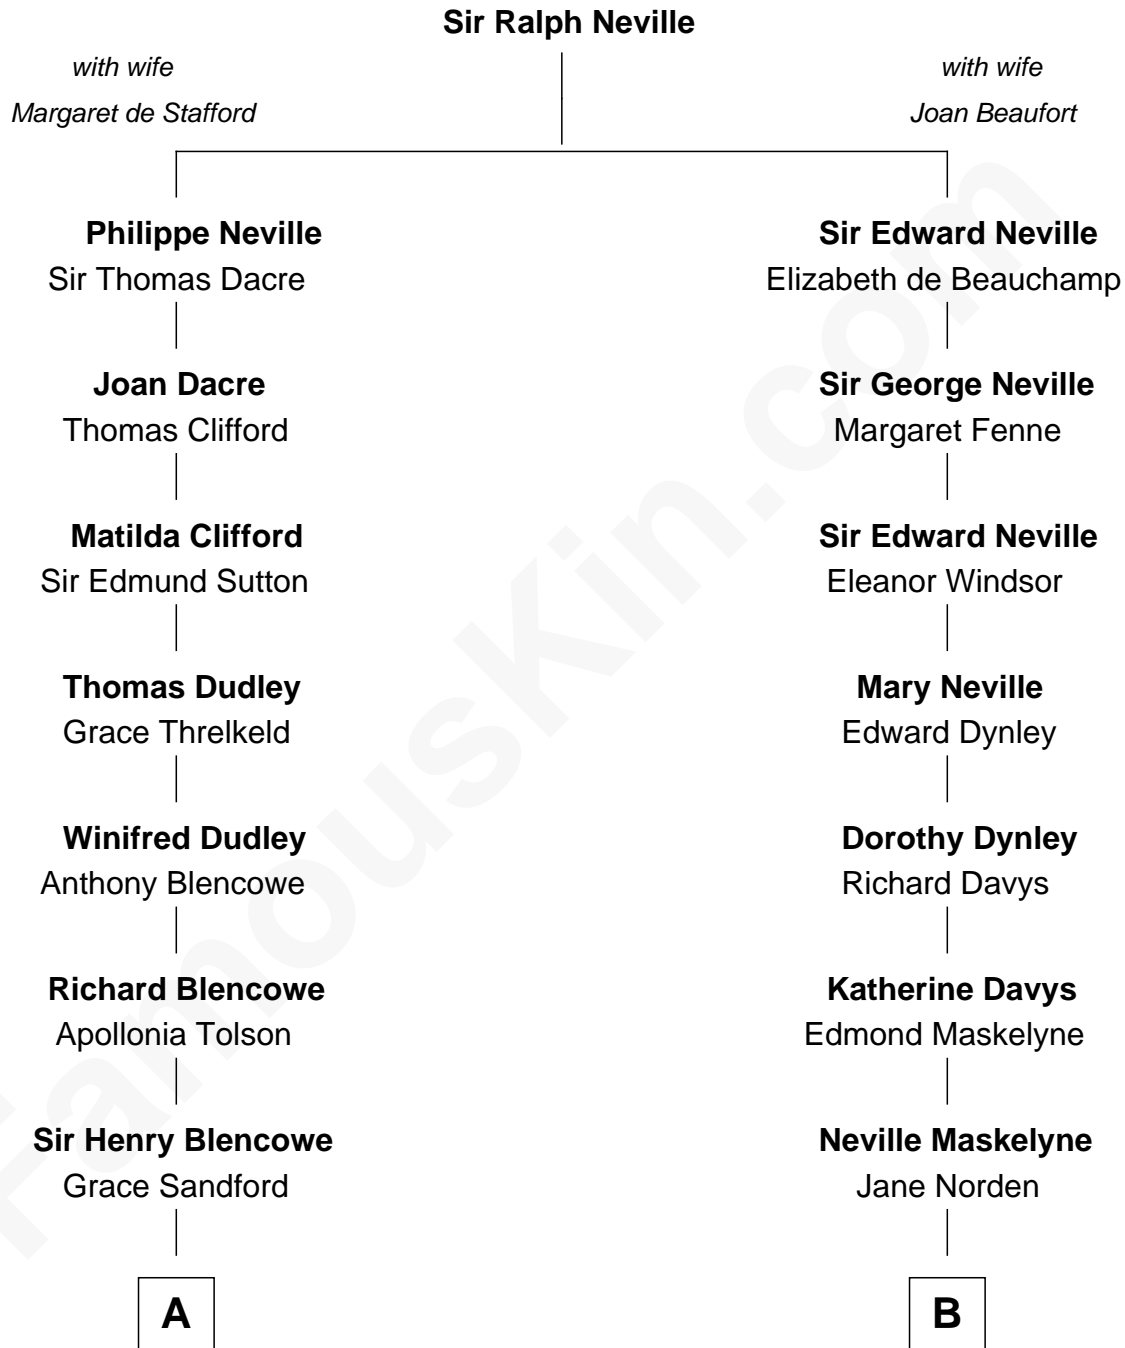 Sir Ralph Neville
with wife
Margaret de Stafford
with wife
Joan Beaufort
Philippe Neville
Sir Thomas Dacre
Joan Dacre
Thomas Clifford
Matilda Clifford
Sir Edmund Sutton
Thomas Dudley
Grace Threlkeld
Winifred Dudley
Anthony Blencowe
Richard Blencowe
Apollonia Tolson
Sir Henry Blencowe
Grace Sandford
A
Sir Edward Neville
Elizabeth de Beauchamp
Sir George Neville
Margaret Fenne
Sir Edward Neville
Eleanor Windsor
Mary Neville
Edward Dynley
Dorothy Dynley
Richard Davys
Katherine Davys
Edmond Maskelyne
Neville Maskelyne
Jane Norden
B
FamousKin.com